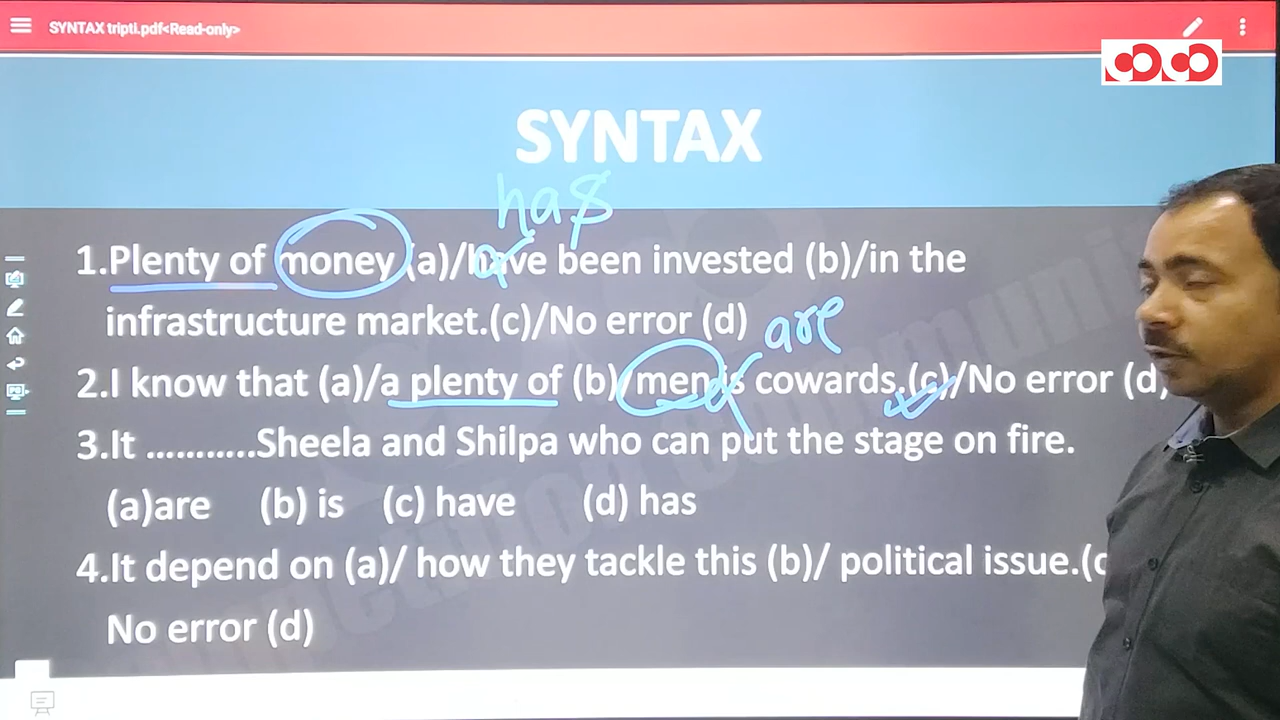 SYNTAX tripti.pdf<Read-only>
SYNTAX
has
1.Plenty of money (a)/have been invested (b)/in the
infrastructure market.(c)/No error (d)
are
2.I know that (a)/a plenty of (b)/men is cowards.(c)/No error (d)
3.It ...........Sheela and Shilpa who can put the stage on fire.
(a)are (b) is (c) have (d) has
4.It depend on (a)/ how they tackle this (b)/ political issue.(c
No error (d)